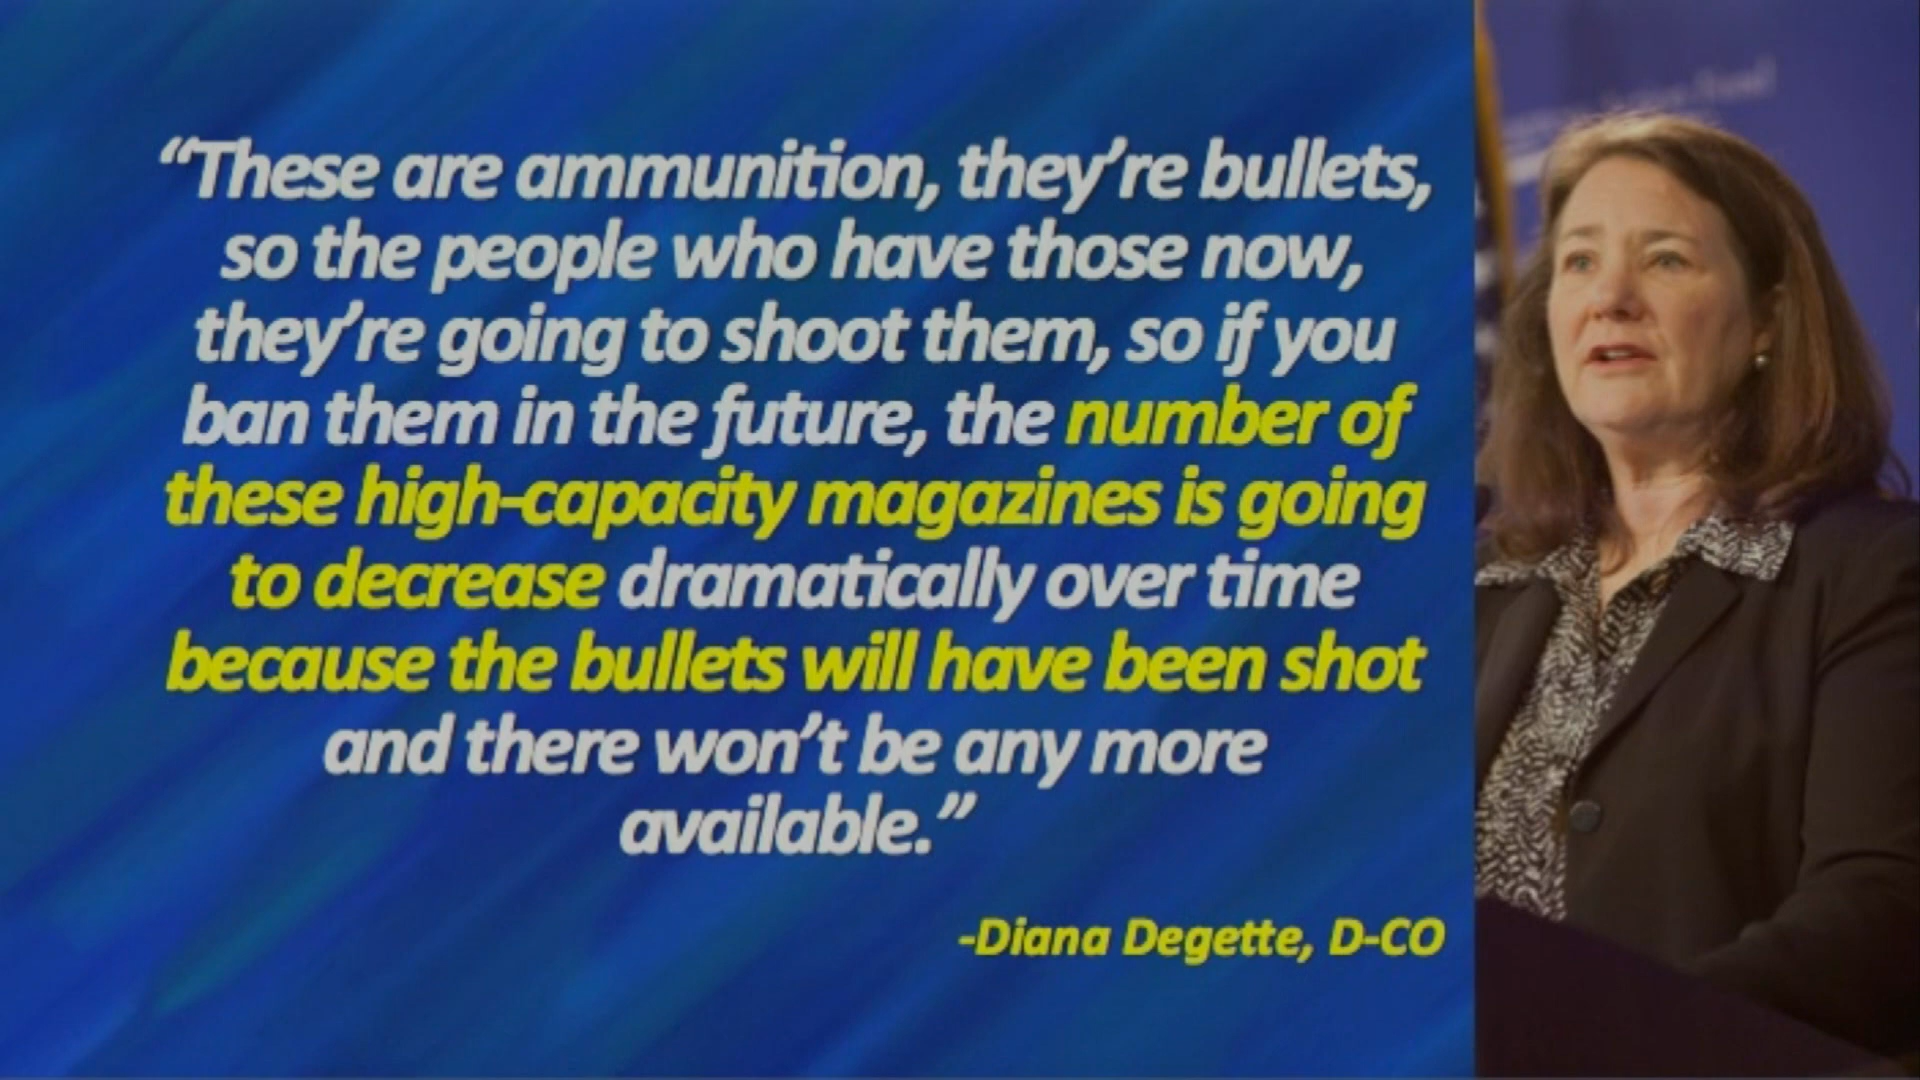 “These are ammunition, they’re bullets,
so the people who have those now,
they’re going to shoot them, so if you
ban them in the future, the number of
these high-capacity magazines is going
to decrease dramatically over time
because the bullets will have been shot
and there won’t be any more
available.”
-Diana Degette, D-CO